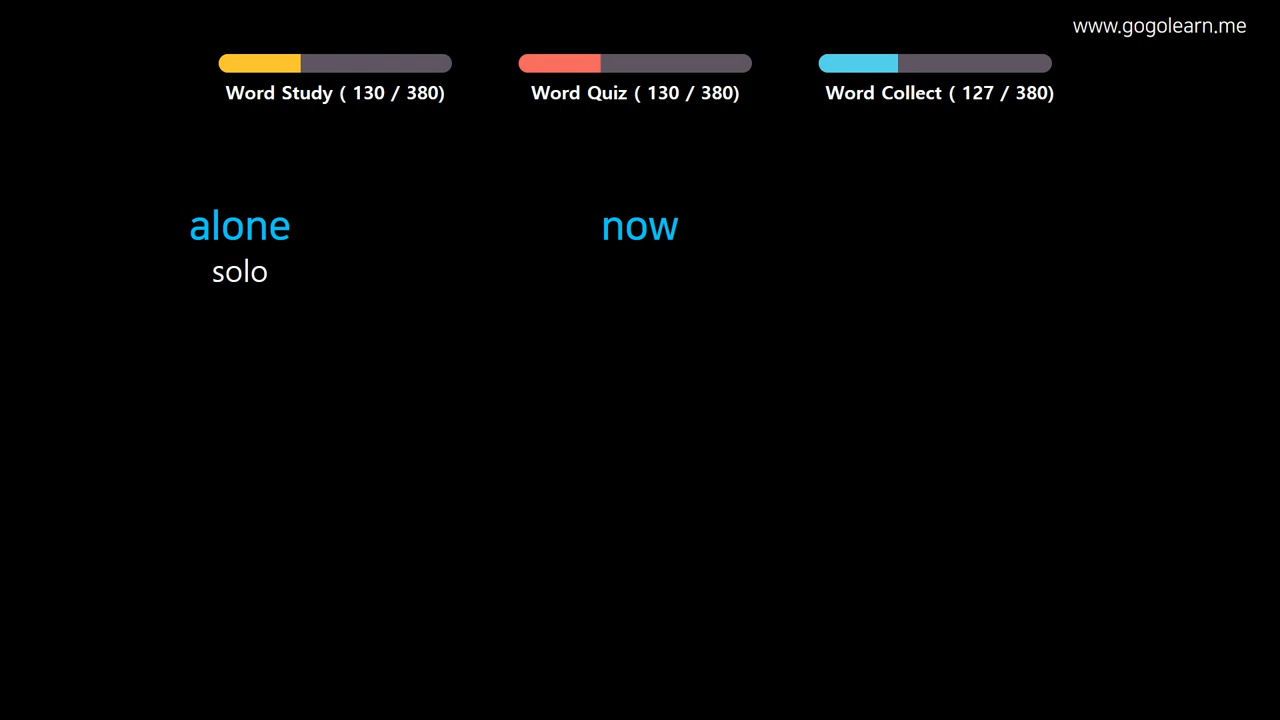 www.gogolearn.me
Word Study ( 130 / 380)
Word Quiz ( 130 / 380)
Word Collect ( 127 / 380)
alone
solo
now